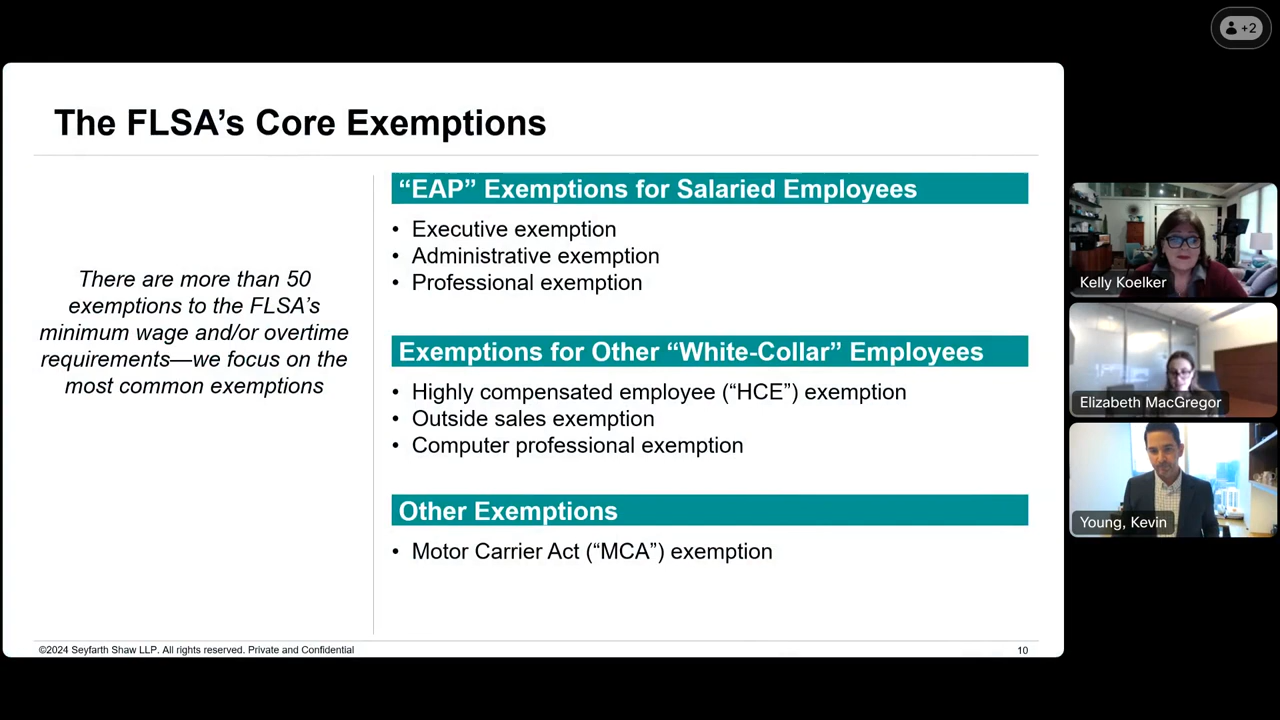 +2
The FLSA’s Core Exemptions
There are more than 50
exemptions to the FLSA’s
minimum wage and/or overtime
requirements—we focus on the
most common exemptions
“EAP” Exemptions for Salaried Employees
• Executive exemption
• Administrative exemption
• Professional exemption
Exemptions for Other “White-Collar” Employees
• Highly compensated employee (“HCE”) exemption
• Outside sales exemption
• Computer professional exemption
Other Exemptions
• Motor Carrier Act (“MCA”) exemption
©2024 Seyfarth Shaw LLP. All rights reserved. Private and Confidential
10
Kelly Koelker
Elizabeth MacGregor
Young, Kevin